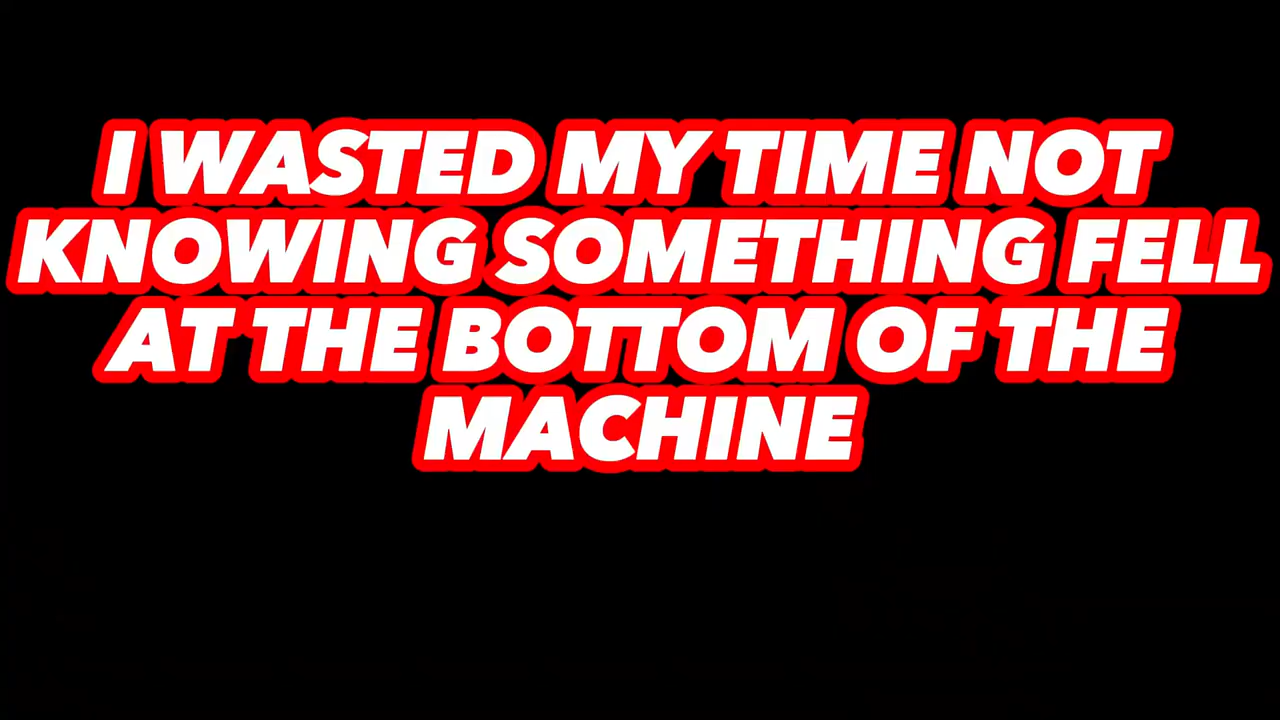 I WASTED MY TIME NOT
KNOWING SOMETHING FELL
AT THE BOTTOM OF THE
MACHINE